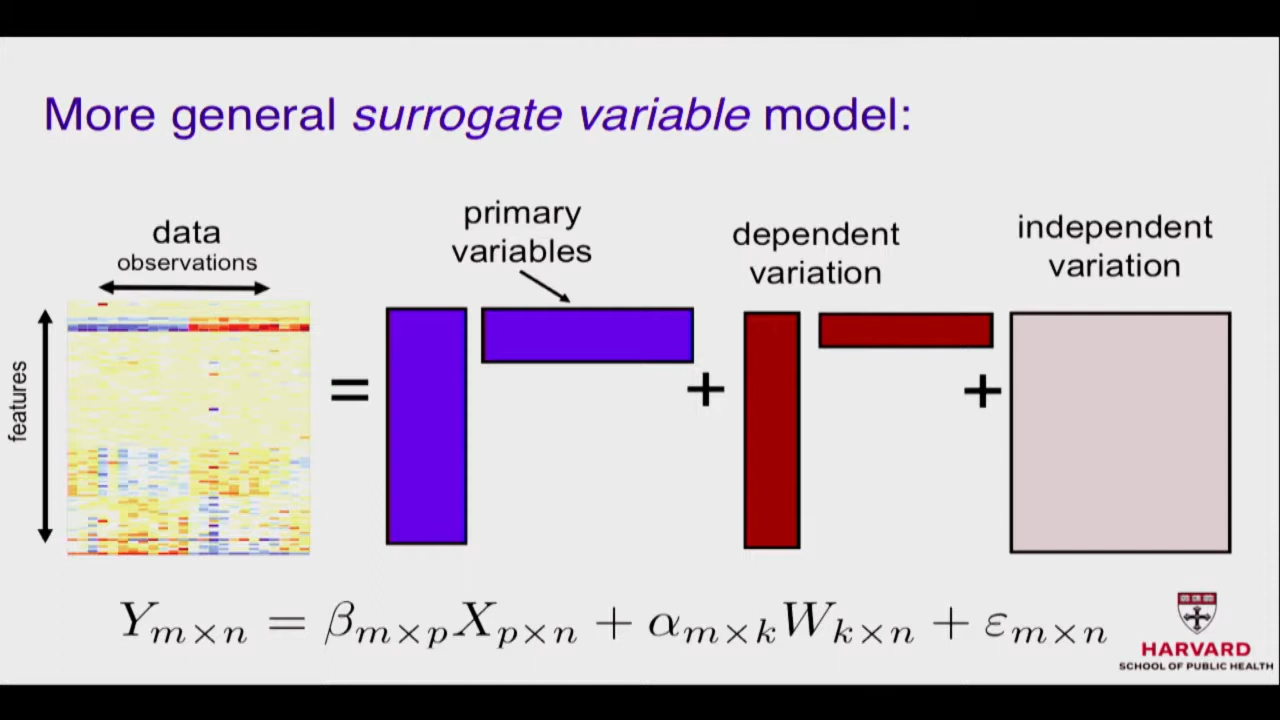 More general surrogate variable model:
data
observations
features
=
primary
variables
+
dependent
variation
+
independent
variation
Y_{m×n} = β_{m×p}X_{p×n} + α_{m×k}W_{k×n} + ε_{m×n}
HARVARD
SCHOOL OF PUBLIC HEALTH